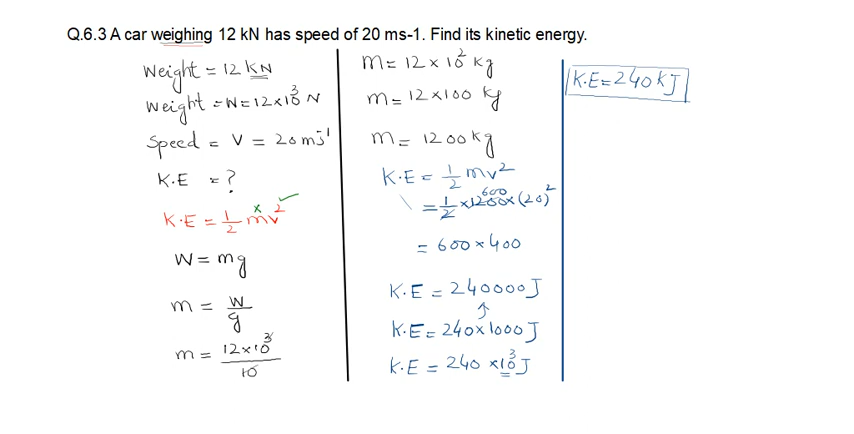 Q.6.3 A car weighing 12 kN has speed of 20 ms-1. Find its kinetic energy.
Weight = 12 KN
Weight = W = 12×10³ N
Speed = V = 20 ms⁻¹
K.E = ?
K.E = 1/2 mv²
W = mg
m = W/g
m = 12×10³/10
m = 12 × 10² Kg
m = 12 × 100 Kg
m = 1200 Kg
K.E = 1/2 mv²
= 1/2 × 1200 × (20)²
600
= 600 × 400
K.E = 240000 J
K.E = 240 × 1000 J
K.E = 240 × 10³ J
K.E = 240 KJ